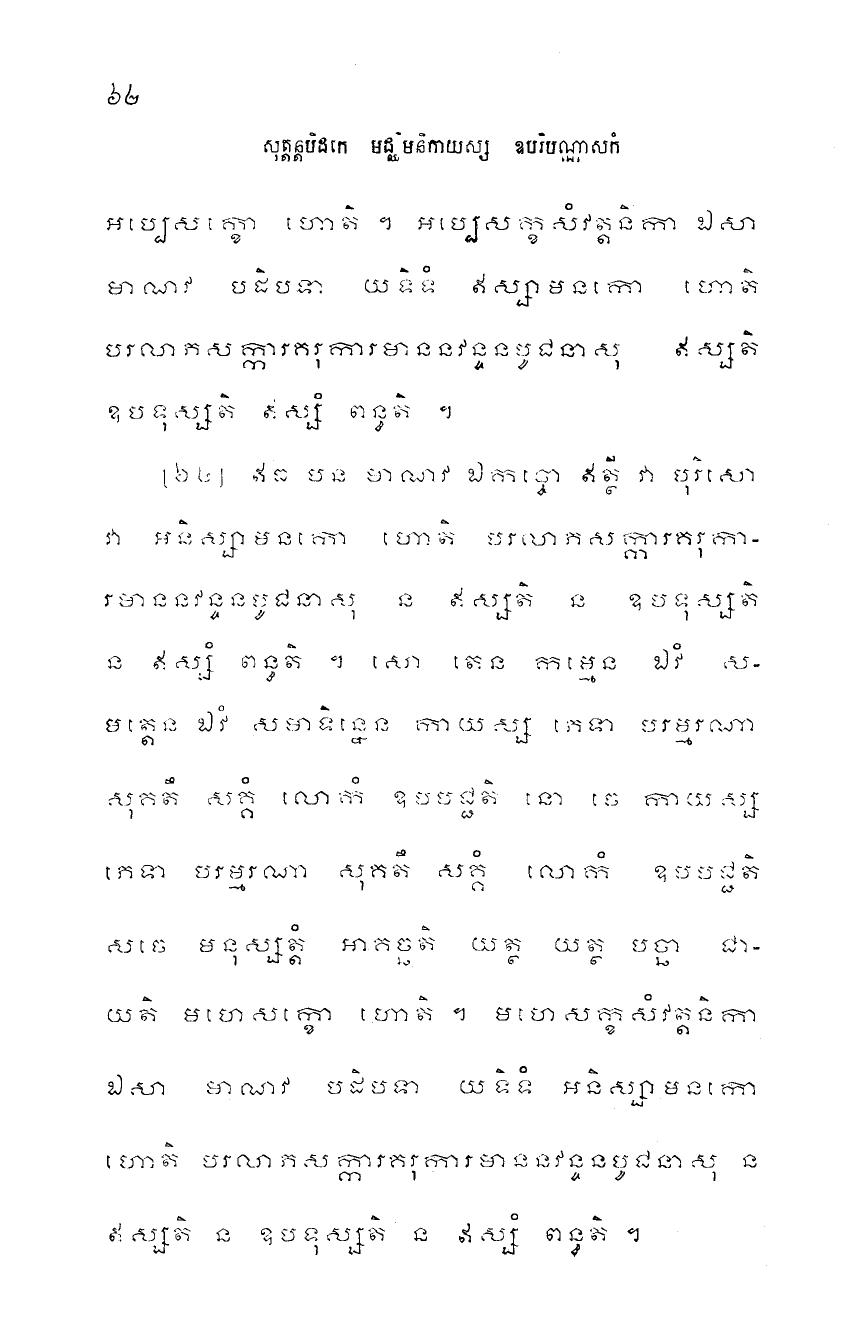 ៦២
សុត្តន្តបិដកេ មជ្ឈិមនិកាយស្ស ឧបរិបណ្ណាសកំ
អប្បេសក្ខោ ហោតិ ។ អប្បេសក្ខសំវត្តនិកា ឯសា
មាណវ បដិបទា យទិទំ ឥស្សាមនកោ ហោតិ
បរលាភសក្ការគរុការមាននវន្ទនបូជនាសុ ឥស្សតិ
ឧបទុស្សតិ ឥស្សំ ពន្ធតិ ។
[៦៤] ឥធ បន មាណវ ឯកច្ចោ ឥត្ថី វា បុរិសោ
វា អនិស្សាមនកោ ហោតិ បរលាភសក្ការគរុកា-
រមាននវន្ទនបូជនាសុ ន ឥស្សតិ ន ឧបទុស្សតិ
ន ឥស្សំ ពន្ធតិ ។ សោ តេន កម្មេន ឯវំ ស-
មត្តេន ឯវំ សមាទិន្នេន កាយស្ស ភេទា បរម្មរណា
សុគតឹ សគ្គំ លោកំ ឧបបជ្ជតិ នោ ចេ កាយស្ស
ភេទា បរម្មរណា សុគតឹ សគ្គំ លោកំ ឧបបជ្ជតិ
សចេ មនុស្សត្តំ អាគច្ឆតិ យត្ថ យត្ថ បច្ឆា ជា-
យតិ មហេសក្ខោ ហោតិ ។ មហេសក្ខសំវត្តនិកា
ឯសា មាណវ បដិបទា យទិទំ អនិស្សាមនកោ
ហោតិ បរលាភសក្ការគរុការមាននវន្ទនបូជនាសុ ន
ឥស្សតិ ន ឧបទុស្សតិ ន ឥស្សំ ពន្ធតិ ។